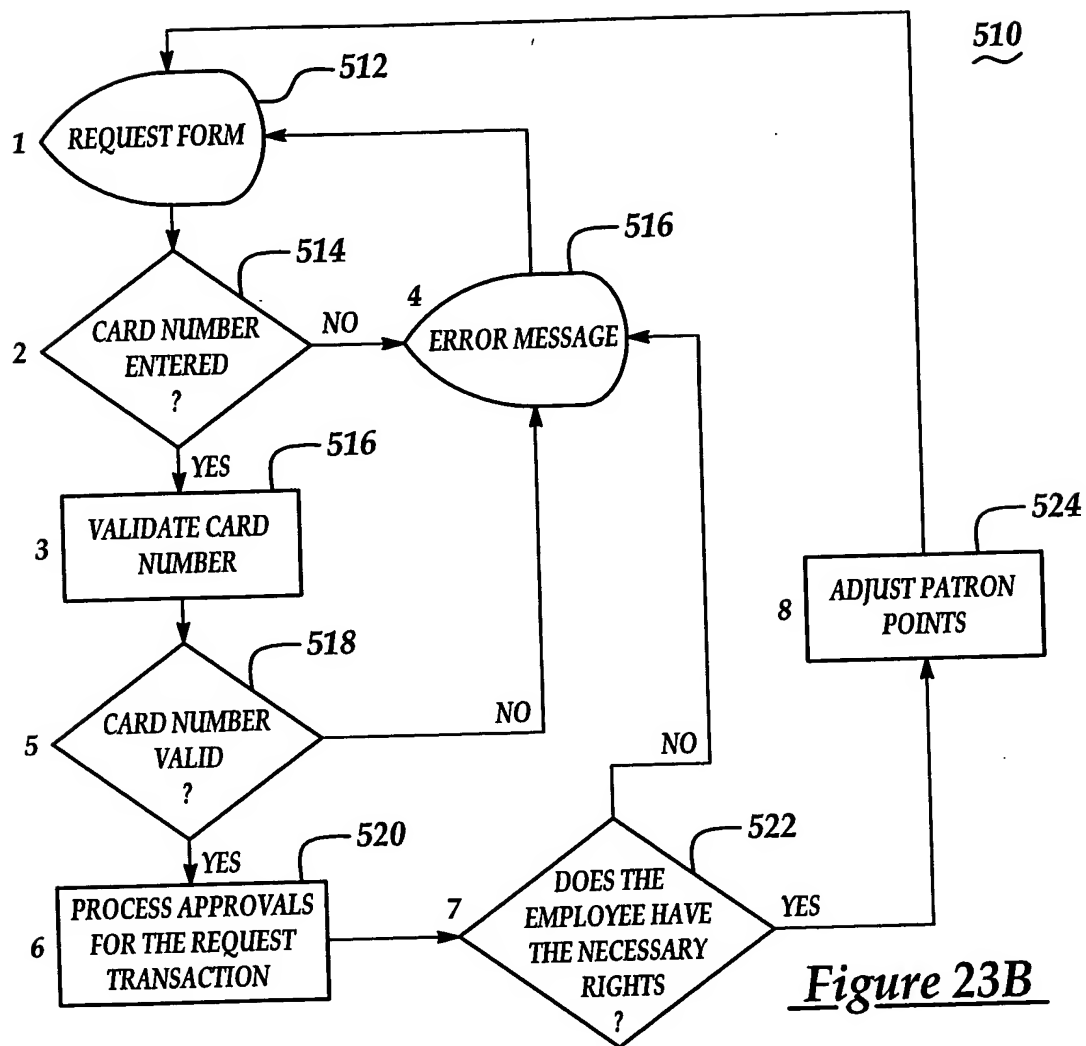 510
512
1
REQUEST FORM
514
2
CARD NUMBER
ENTERED
?
NO
516
4
ERROR MESSAGE
YES
516
3
VALIDATE CARD
NUMBER
518
5
CARD NUMBER
VALID
?
NO
YES
520
6
PROCESS APPROVALS
FOR THE REQUEST
TRANSACTION
522
7
DOES THE
EMPLOYEE HAVE
THE NECESSARY
RIGHTS
?
NO
YES
524
8
ADJUST PATRON
POINTS
Figure 23B